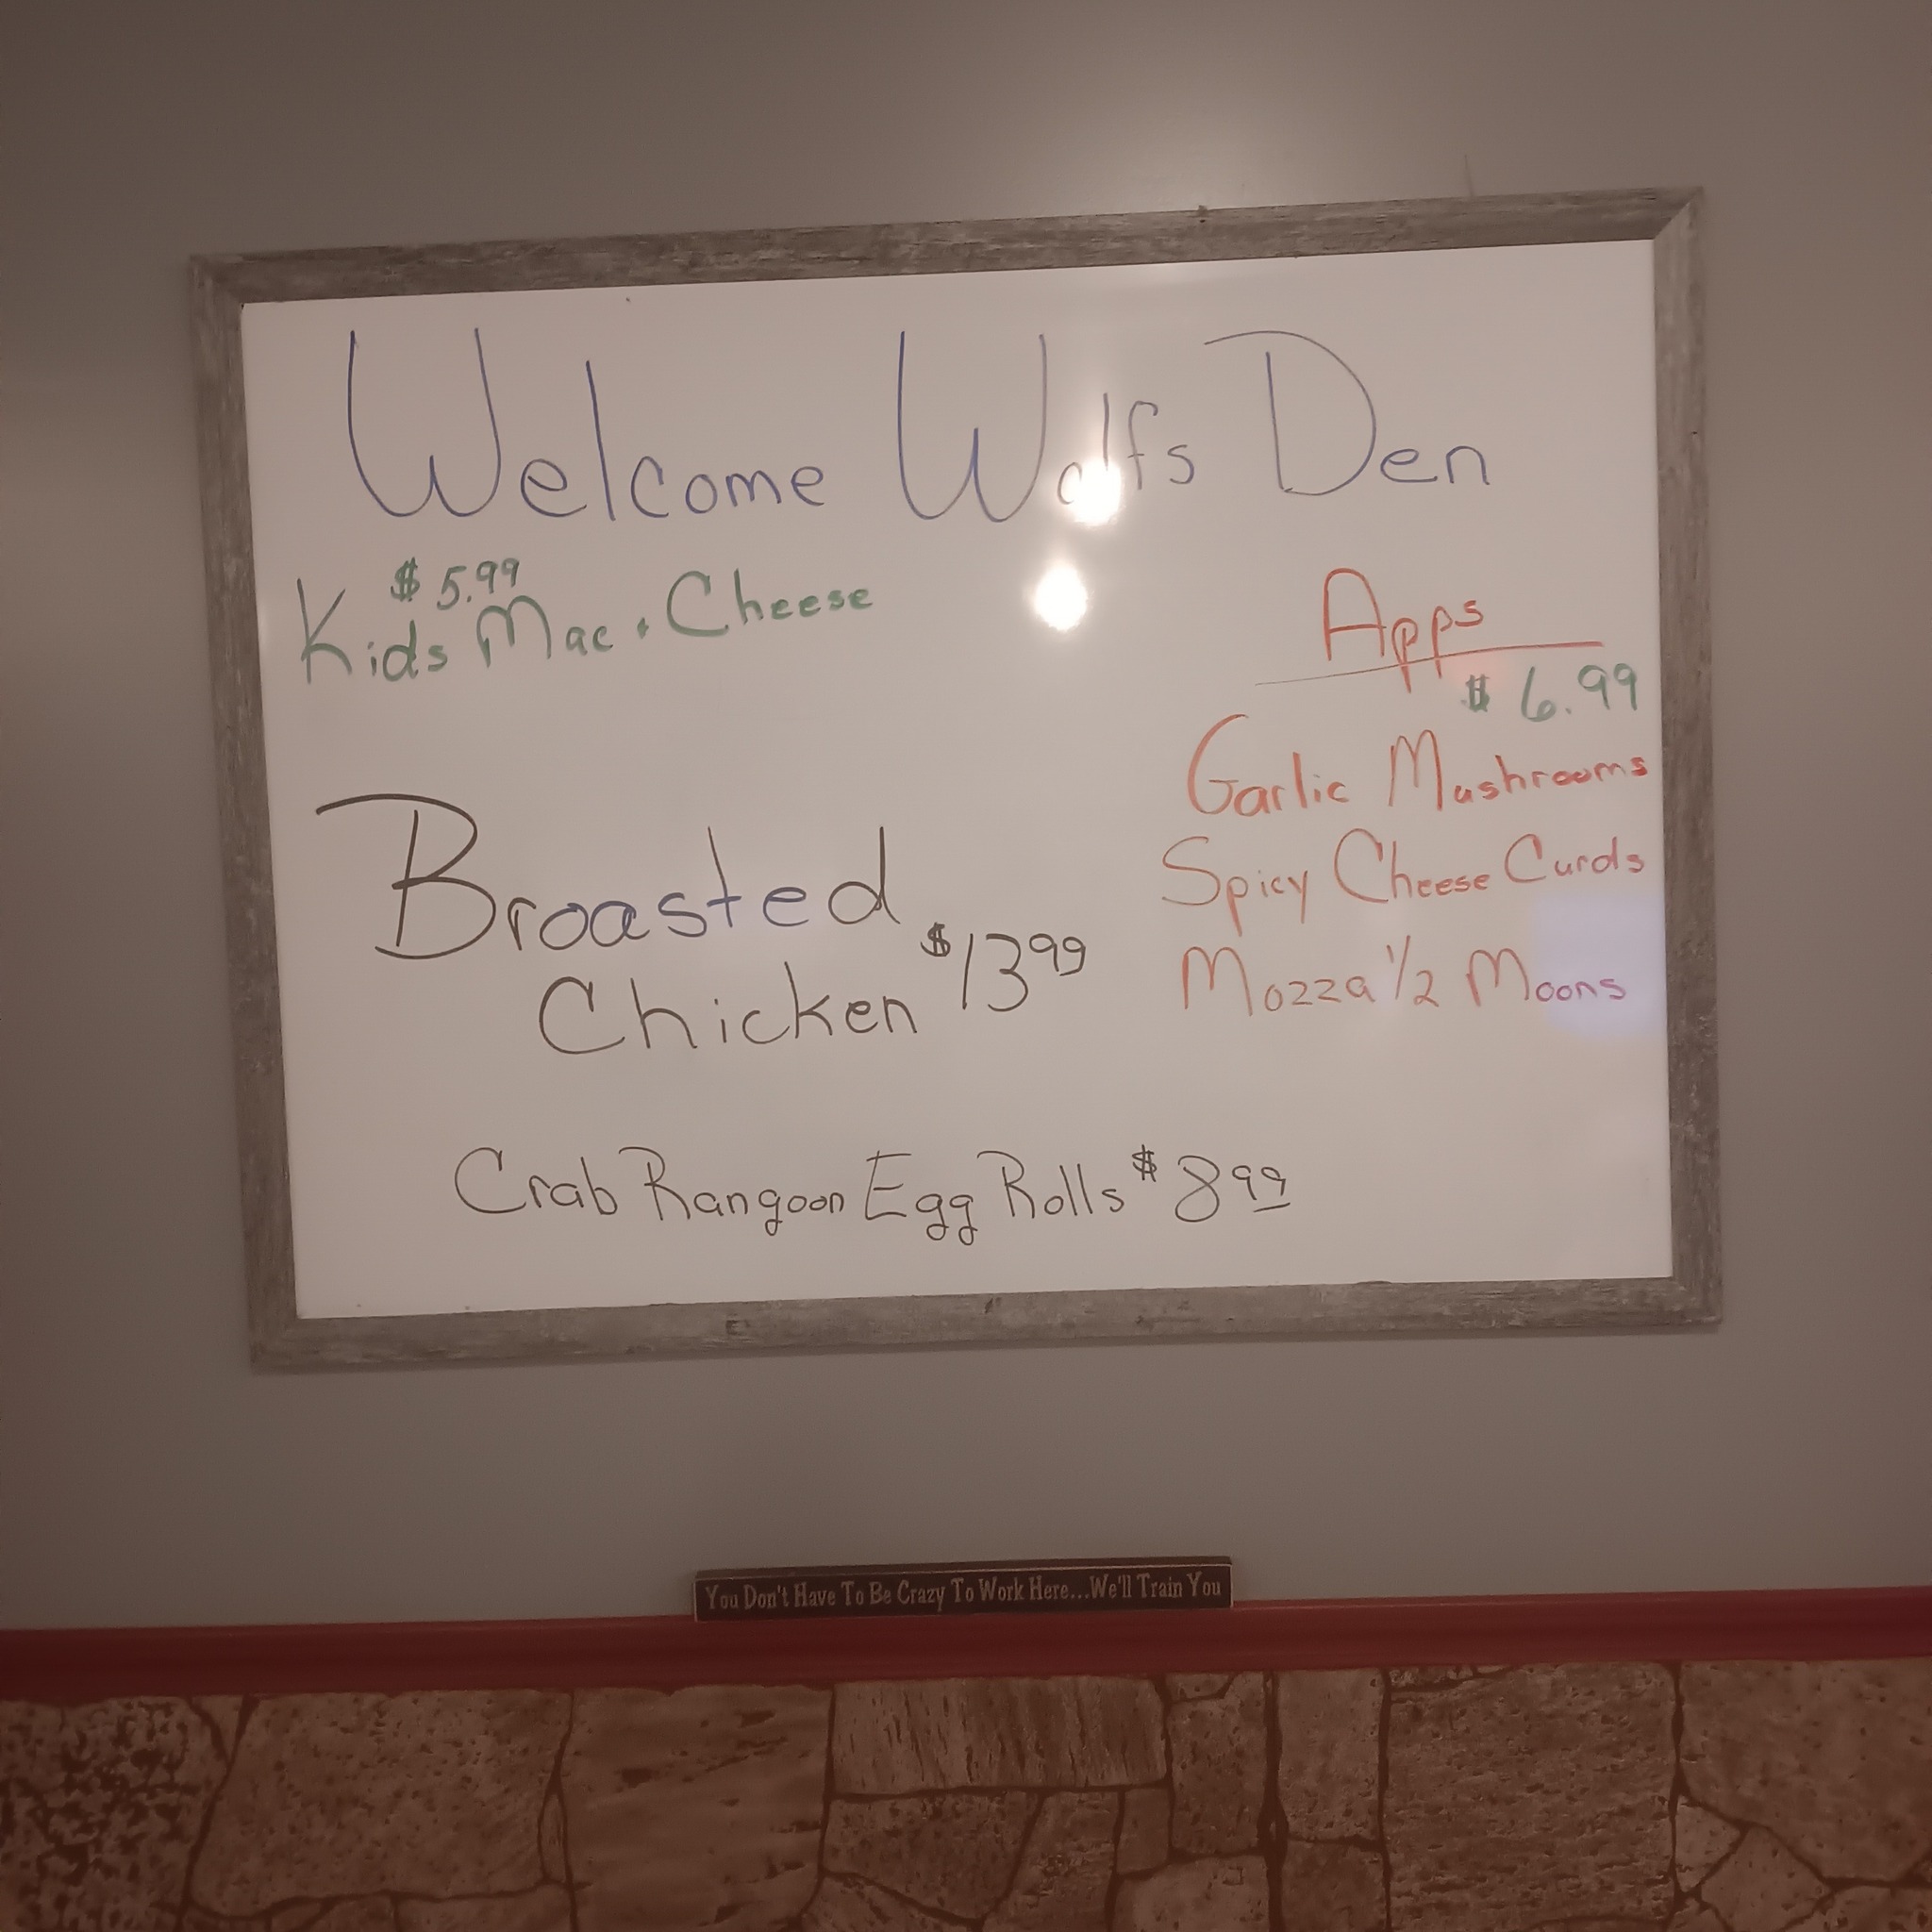 Welcome Wolfs Den
$5.99
Kids Mac + Cheese
Apps
$6.99
Garlic Mushrooms
Spicy Cheese Curds
Mozza 1/2 Moons
Broasted
Chicken $13.99
Crab Rangoon Egg Rolls $8.99
You Don't Have To Be Crazy To Work Here...We'll Train You